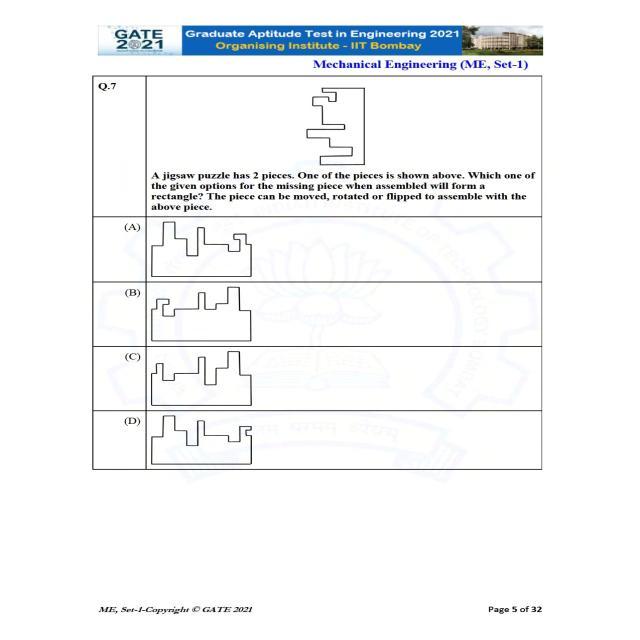 GATE
2021
Graduate Aptitude Test in Engineering 2021
Organising Institute - IIT Bombay
Mechanical Engineering (ME, Set-1)
Q.7
A jigsaw puzzle has 2 pieces. One of the pieces is shown above. Which one of
the given options for the missing piece when assembled will form a
rectangle? The piece can be moved, rotated or flipped to assemble with the
above piece.
(A)
(B)
(C)
(D)
ME, Set-1-Copyright © GATE 2021
Page 5 of 32